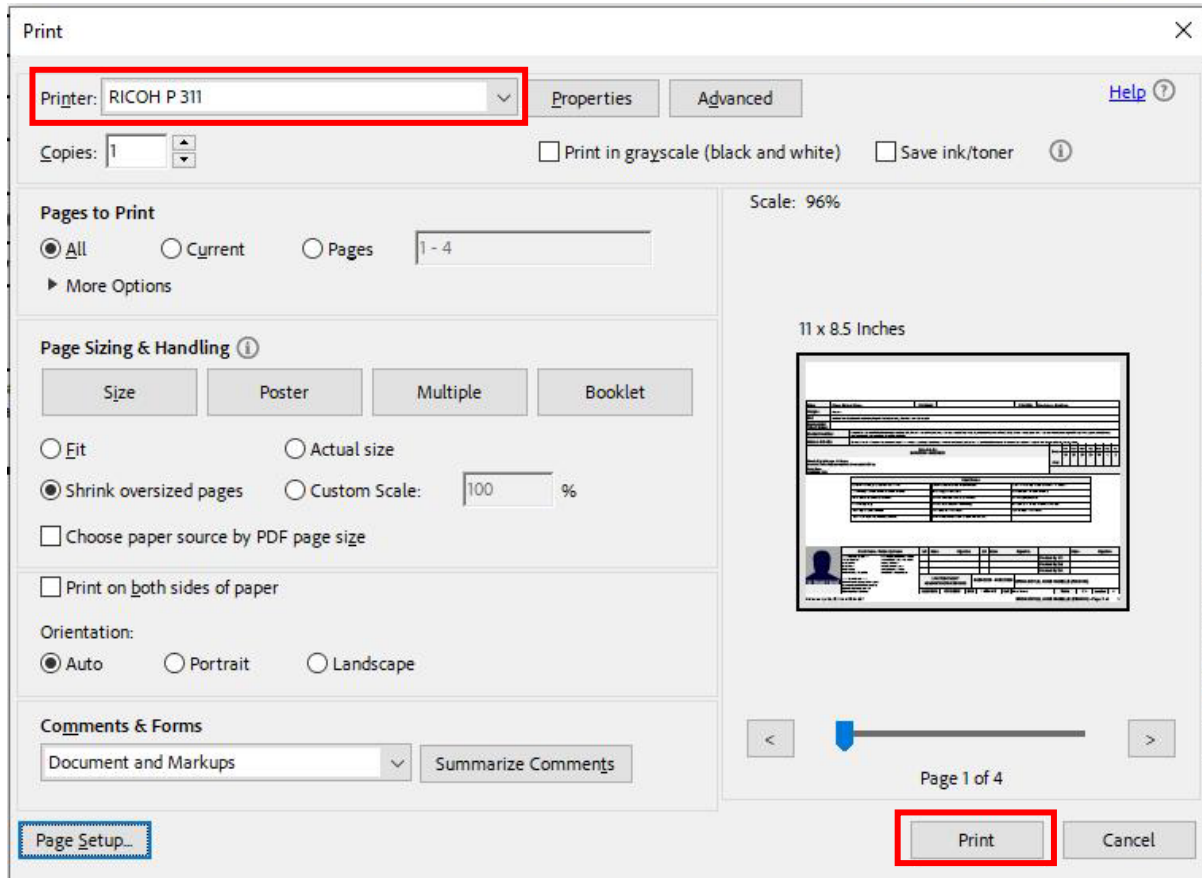 Print
Printer: RICOH P 311 Properties Advanced Help
Copies: 1 Print in grayscale (black and white) Save ink/toner
Pages to Print
All Current Pages 1 - 4
More Options
Page Sizing & Handling
Size Poster Multiple Booklet
Fit Actual size
Shrink oversized pages Custom Scale: 100 %
Choose paper source by PDF page size
Print on both sides of paper
Orientation:
Auto Portrait Landscape
Comments & Forms
Document and Markups Summarize Comments
Page Setup...
Scale: 96%
11 x 8.5 Inches
< >
Page 1 of 4
Print Cancel